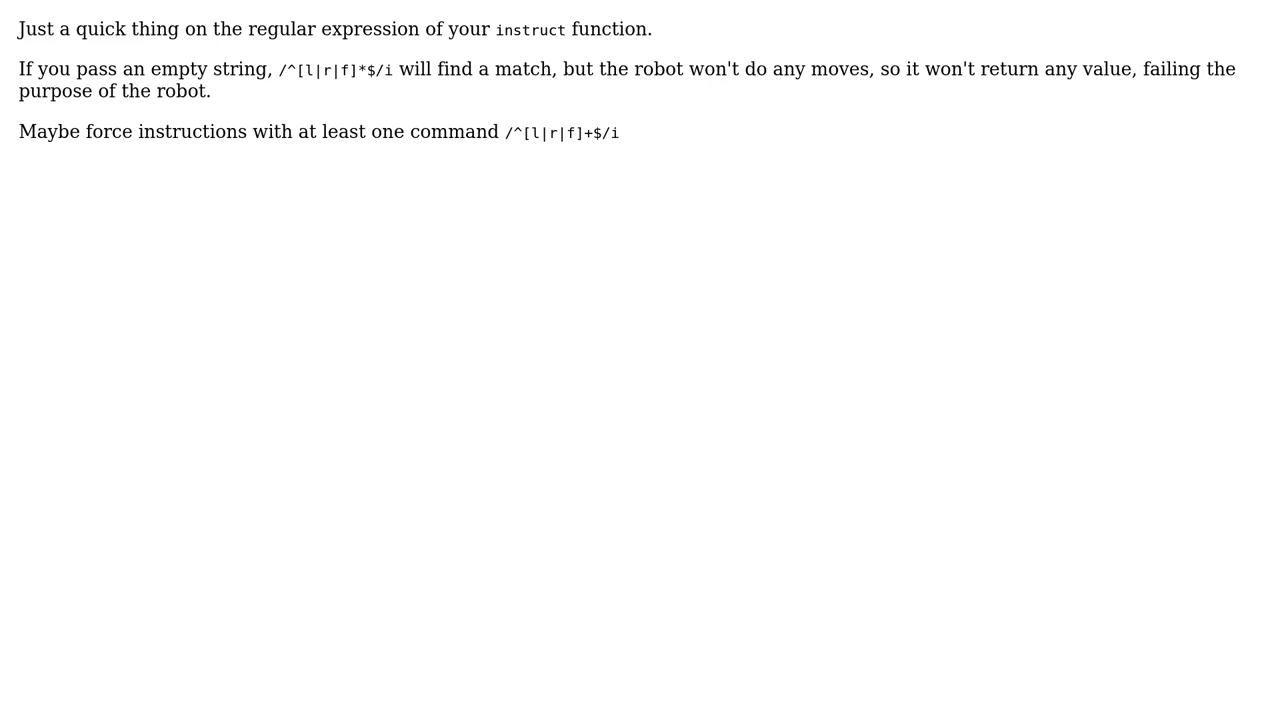 Just a quick thing on the regular expression of your instruct function.
If you pass an empty string, /^[l|r|f]*$/i will find a match, but the robot won't do any moves, so it won't return any value, failing the
purpose of the robot.
Maybe force instructions with at least one command /^[l|r|f]+$/i